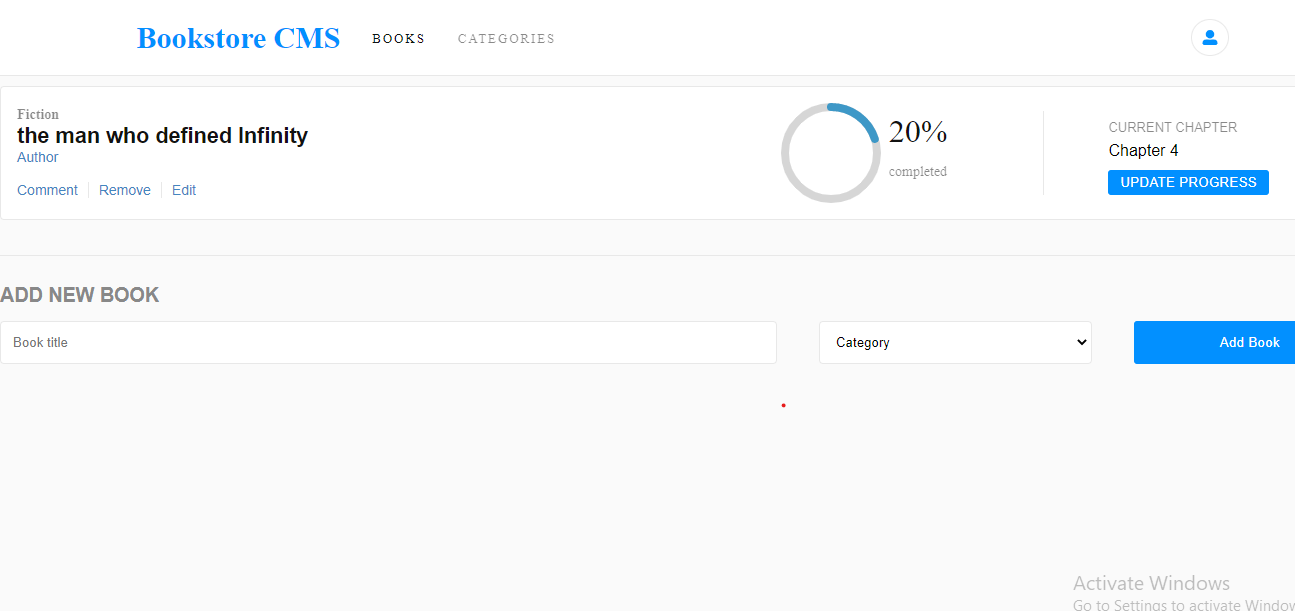 Bookstore CMS BOOKS CATEGORIES
Fiction
the man who defined Infinity
Author
Comment Remove Edit
20%
completed
CURRENT CHAPTER
Chapter 4
UPDATE PROGRESS
ADD NEW BOOK
Book title Category Add Book
Activate Windows
Go to Settings to activate Window